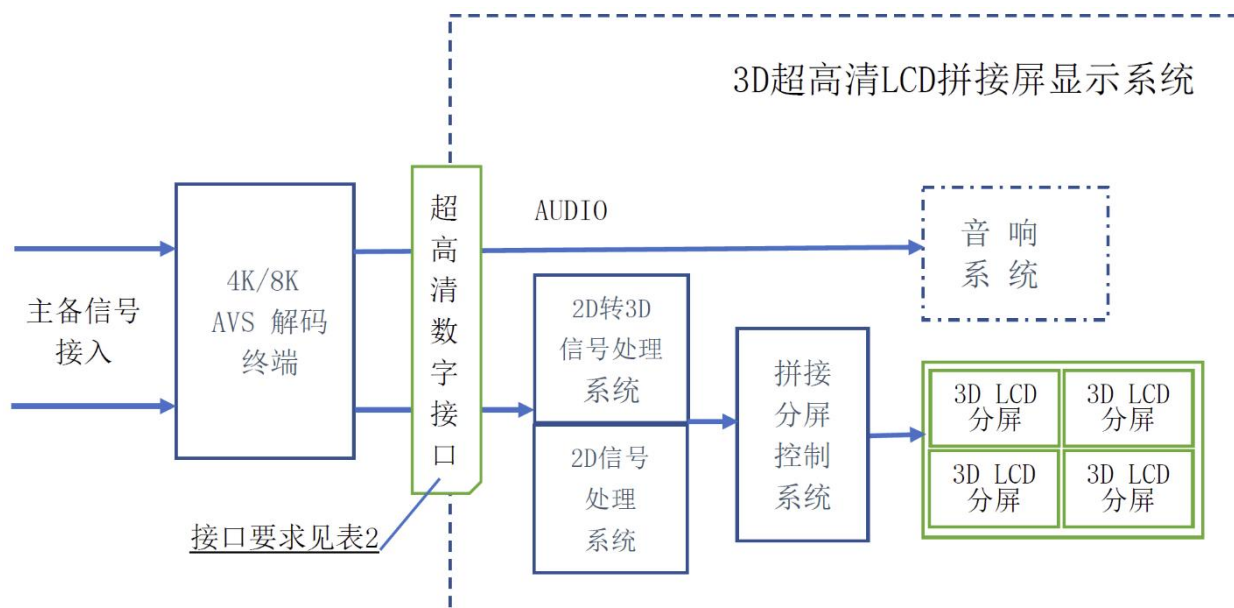 3D超高清LCD拼接屏显示系统
主备信号
接入
4K/8K
AVS 解码
终端
超
高
清
数
字
接
口
接口要求见表2
AUDIO
音 响
系 统
2D转3D
信号处理
系统
2D信号
处理
系统
拼接
分屏
控制
系统
3D LCD
分屏
3D LCD
分屏
3D LCD
分屏
3D LCD
分屏